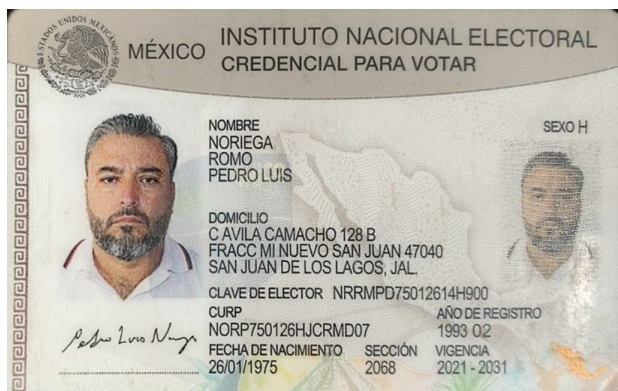 ESTADOS UNIDOS MEXICANOS
MÉXICO
INSTITUTO NACIONAL ELECTORAL
CREDENCIAL PARA VOTAR
NOMBRE
NORIEGA
ROMO
PEDRO LUIS
SEXO H
DOMICILIO
C AVILA CAMACHO 128 B
FRACC MI NUEVO SAN JUAN 47040
SAN JUAN DE LOS LAGOS, JAL.
CLAVE DE ELECTOR NRRMPD75012614H900
CURP AÑO DE REGISTRO
NORP750126HJCRMD07 1993 02
FECHA DE NACIMIENTO SECCIÓN VIGENCIA
26/01/1975 2068 2021 - 2031
Pedro Luis